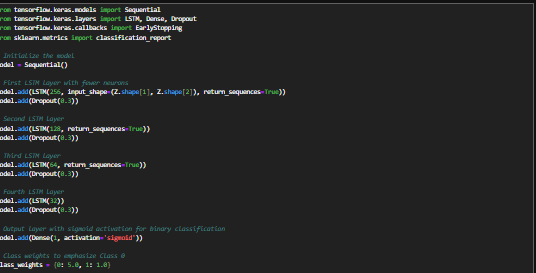 rom tensorflow.keras.models import Sequential
rom tensorflow.keras.layers import LSTM, Dense, Dropout
rom tensorflow.keras.callbacks import EarlyStopping
rom sklearn.metrics import classification_report
Initialize the model
odel = Sequential()
First LSTM layer with fewer neurons
odel.add(LSTM(256, input_shape=(Z.shape[1], Z.shape[2]), return_sequences=True))
odel.add(Dropout(0.3))
Second LSTM layer
odel.add(LSTM(128, return_sequences=True))
odel.add(Dropout(0.3))
Third LSTM layer
odel.add(LSTM(64, return_sequences=True))
odel.add(Dropout(0.3))
Fourth LSTM layer
odel.add(LSTM(32))
odel.add(Dropout(0.3))
Output layer with sigmoid activation for binary classification
odel.add(Dense(1, activation='sigmoid'))
Class weights to emphasize Class 0
lass_weights = {0: 5.0, 1: 1.0}